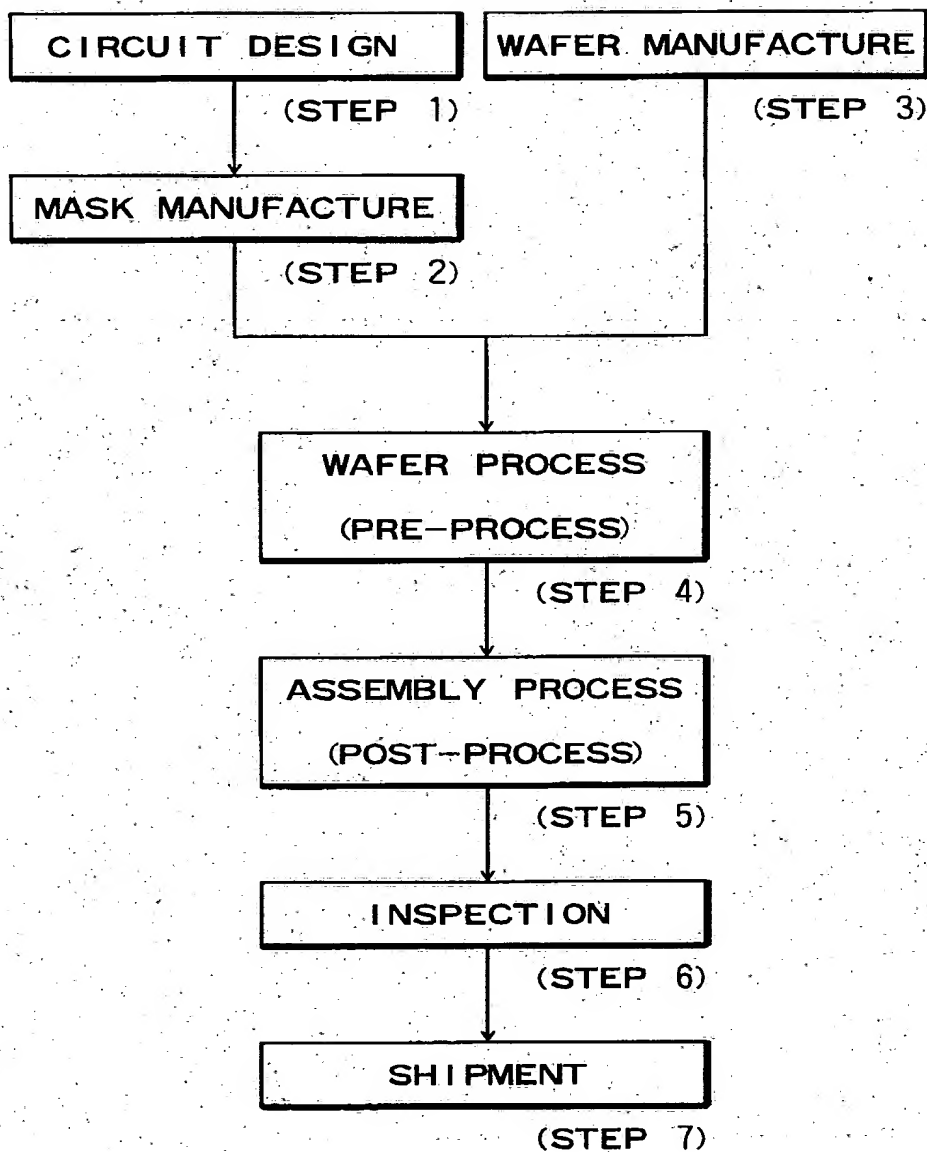 CIRCUIT DESIGN
(STEP 1)
MASK MANUFACTURE
(STEP 2)
WAFER MANUFACTURE
(STEP 3)
WAFER PROCESS
(PRE-PROCESS)
(STEP 4)
ASSEMBLY PROCESS
(POST-PROCESS)
(STEP 5)
INSPECTION
(STEP 6)
SHIPMENT
(STEP 7)